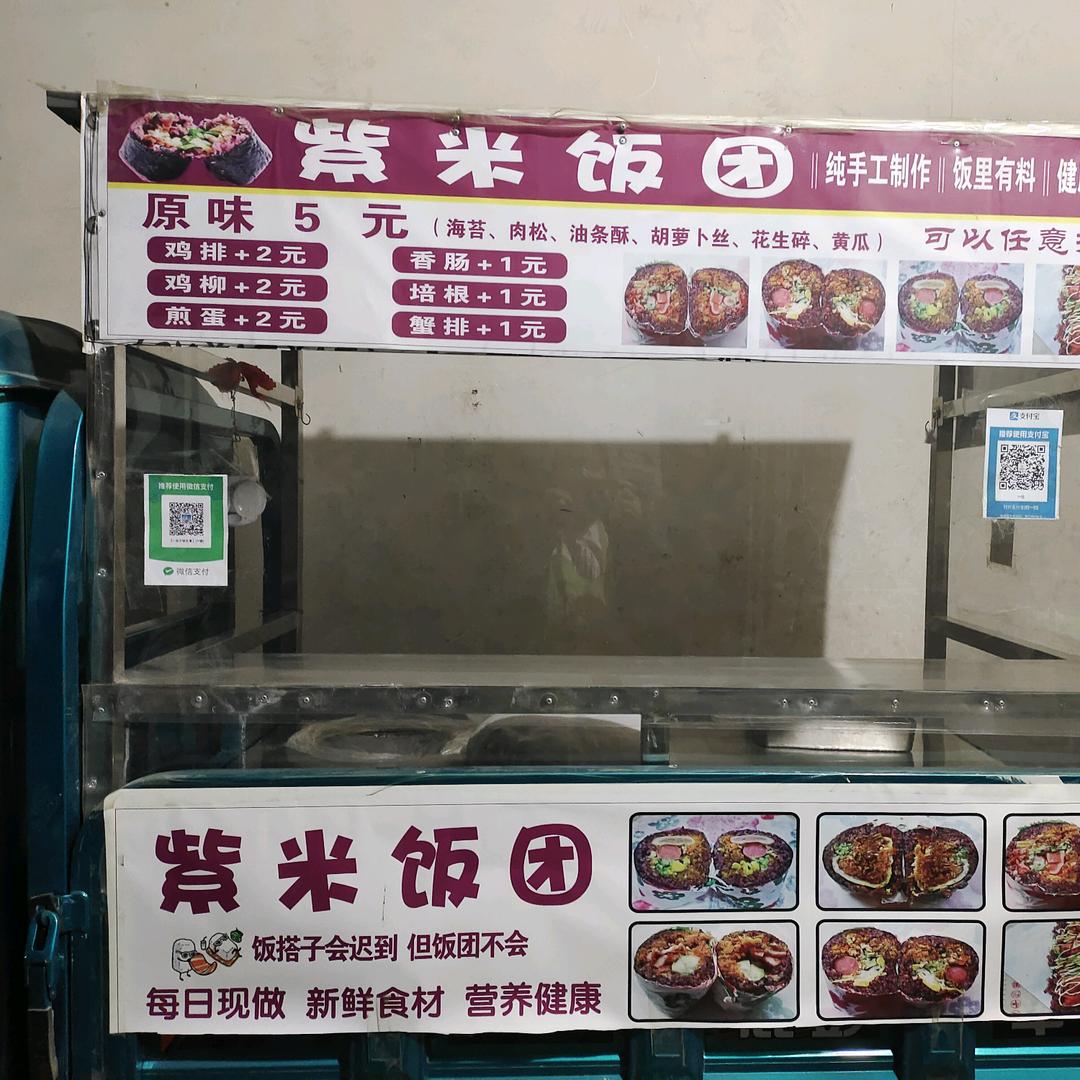 紫米饭团 ‖ 纯手工制作 ‖ 饭里有料 ‖ 健
原味 5 元 (海苔、肉松、油条酥、胡萝卜丝、花生碎、黄瓜) 可以任意
鸡排+2元 香肠+1元
鸡柳+2元 培根+1元
煎蛋+2元 蟹排+1元
支付宝
推荐使用支付宝
推荐使用微信支付
微信支付
紫米饭团
饭搭子会迟到 但饭团不会
每日现做 新鲜食材 营养健康